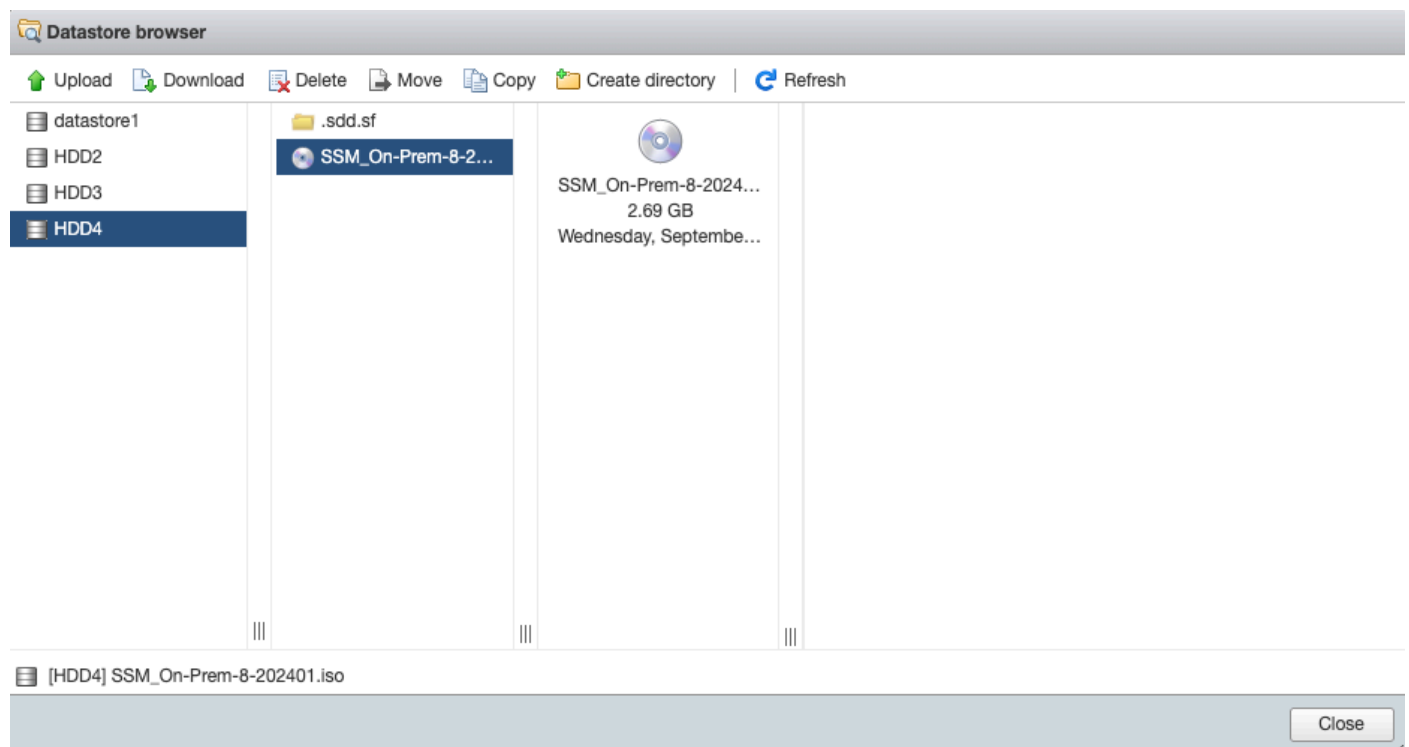 Datastore browser
Upload Download Delete Move Copy Create directory Refresh
datastore1
HDD2
HDD3
HDD4
.sdd.sf
SSM_On-Prem-8-2...
SSM_On-Prem-8-2024...
2.69 GB
Wednesday, Septembe...
[HDD4] SSM_On-Prem-8-202401.iso
Close